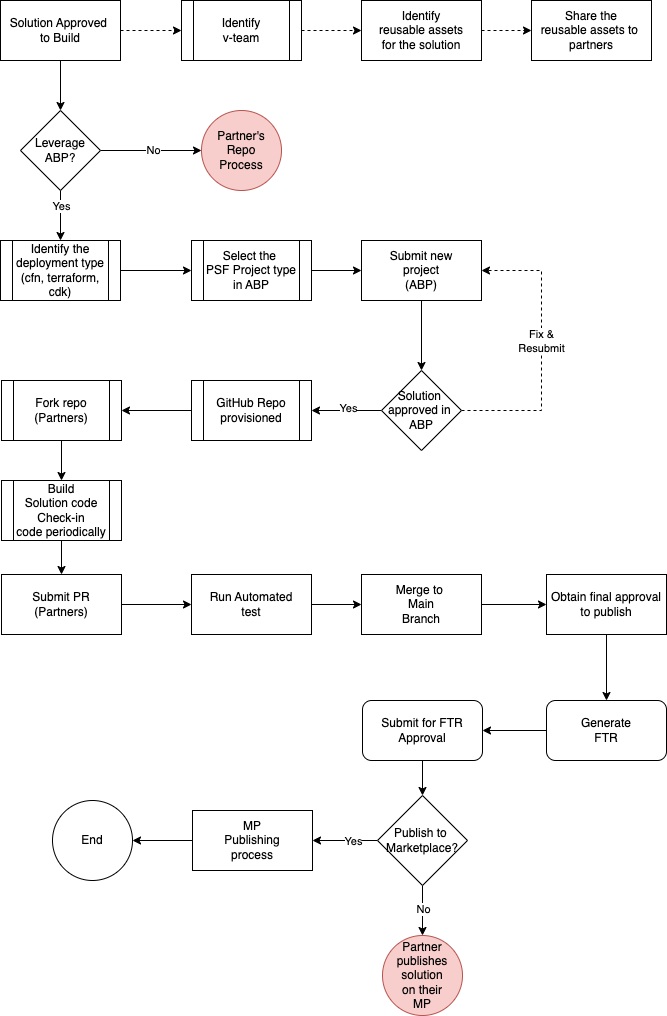 Solution Approved
to Build
Identify
v-team
Identify
reusable assets
for the solution
Share the
reusable assets to
partners
Leverage
ABP?
No
Partner's
Repo
Process
Yes
Identify the
deployment type
(cfn, terraform,
cdk)
Select the
PSF Project type
in ABP
Submit new
project
(ABP)
Fix &
Resubmit
Fork repo
(Partners)
GitHub Repo
provisioned
Yes
Solution
approved in
ABP
Build
Solution code
Check-in
code periodically
Submit PR
(Partners)
Run Automated
test
Merge to
Main
Branch
Obtain final approval
to publish
Submit for FTR
Approval
Generate
FTR
End
MP
Publishing
process
Yes
Publish to
Marketplace?
No
Partner
publishes
solution
on their
MP